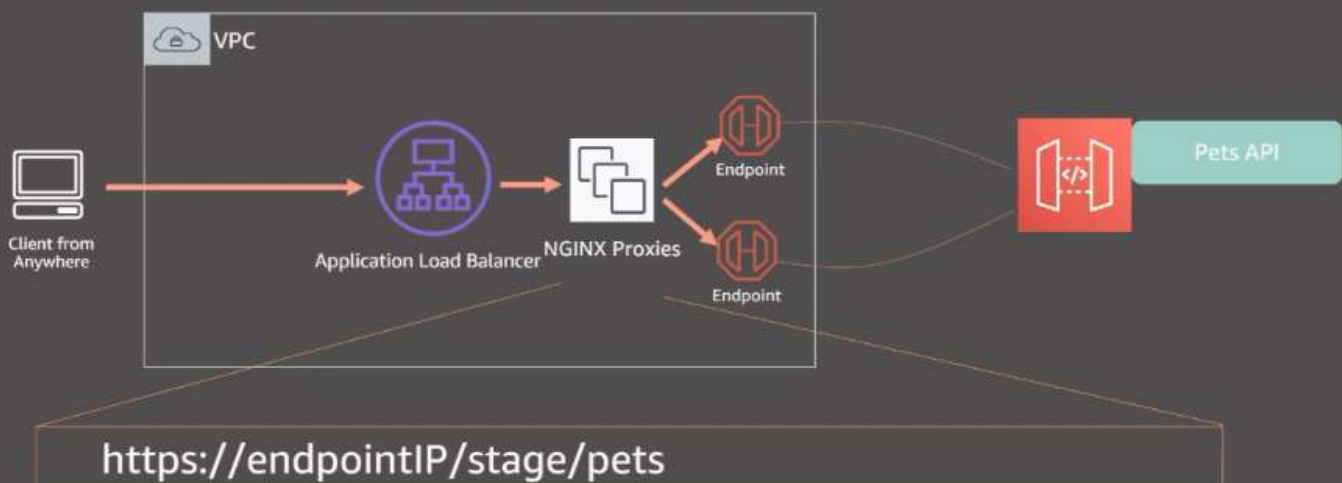 VPC
Client from
Anywhere
Application Load Balancer
NGINX Proxies
Endpoint
Endpoint
</>
Pets API
https://endpointIP/stage/pets